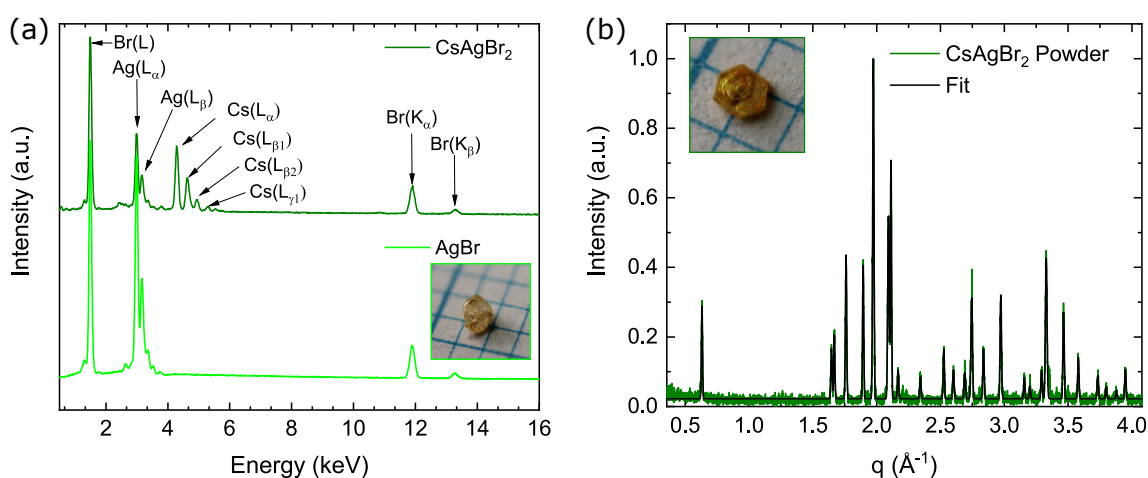 (a)
Br(L)
CsAgBr₂
Ag(Lα)
Ag(Lβ)
Cs(Lα)
Cs(Lβ1)
Cs(Lβ2)
Cs(Lγ1)
Br(Kα)
Br(Kβ)
AgBr
Intensity (a.u.)
2 4 6 8 10 12 14 16
Energy (keV)
(b)
CsAgBr₂ Powder
Fit
1.0
0.8
0.6
0.4
0.2
0.0
Intensity (a.u.)
0.5 1.0 1.5 2.0 2.5 3.0 3.5 4.0
q (Å⁻¹)